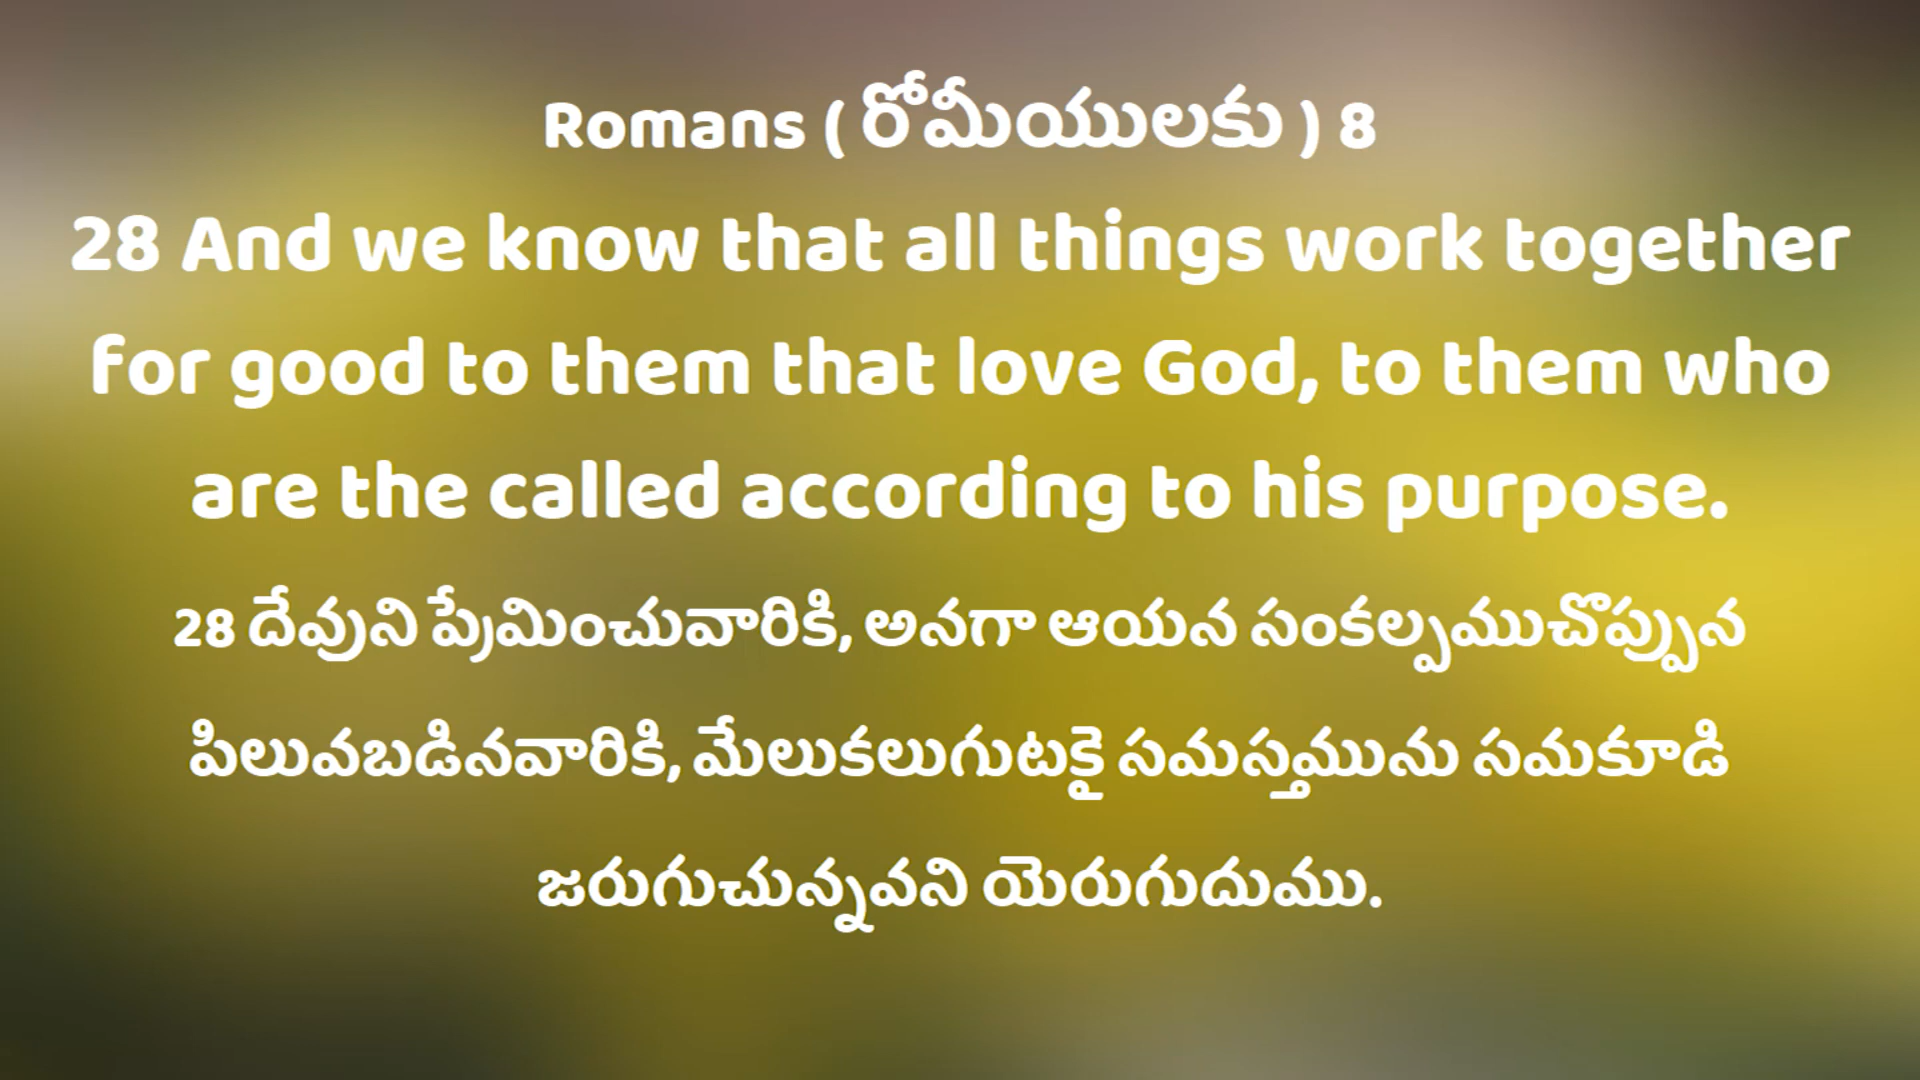 Romans ( రోమీయులకు ) 8
28 And we know that all things work together
for good to them that love God, to them who
are the called according to his purpose.
28 దేవుని ప్రేమించువారికి, అనగా ఆయన సంకల్పముచొప్పున
పిలువబడినవారికి, మేలుకలుగుటకై సమస్తమును సమకూడి
జరుగుచున్నవని యెరుగుదుము.